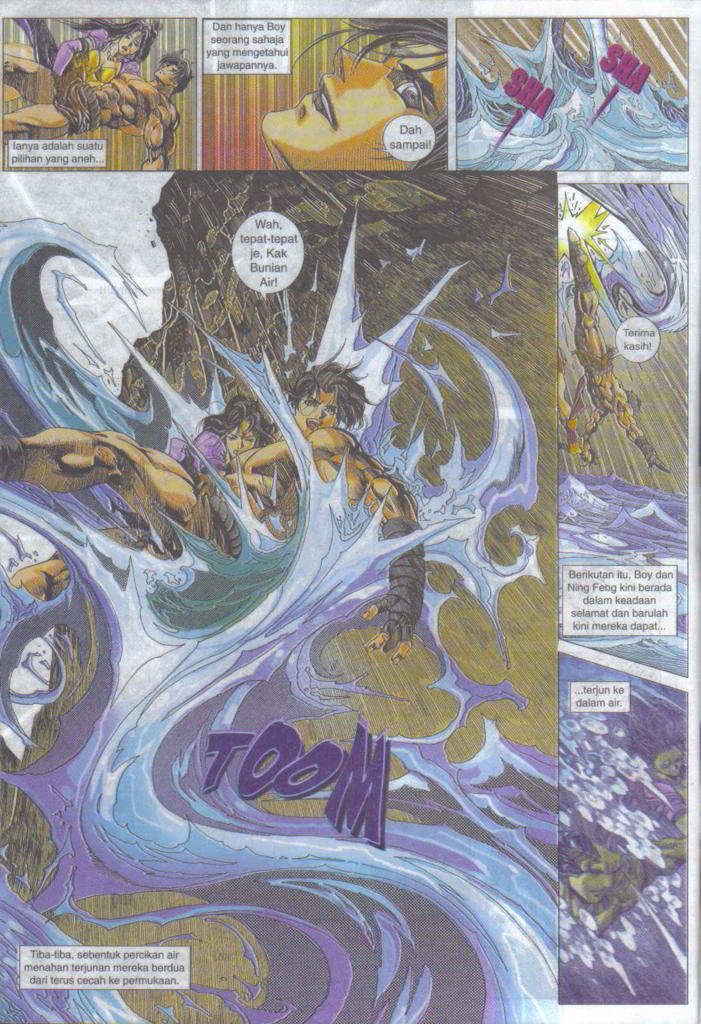 Ianya adalah suatu
pilihan yang aneh...
Dan hanya Boy
seorang sahaja
yang mengetahui
jawapannya.
Dah
sampai!
SHA
SHA
Wah,
tepat-tepat
je, Kak
Bunian
Air!
TOOM
Tiba-tiba, sebentuk percikan air
menahan terjunan mereka berdua
dari terus cecah ke permukaan.
Terima
kasih!
Berikutan itu, Boy dan
Ning Feng kini berada
dalam keadaan
selamat dan barulah
kini mereka dapat...
...terjun ke
dalam air.